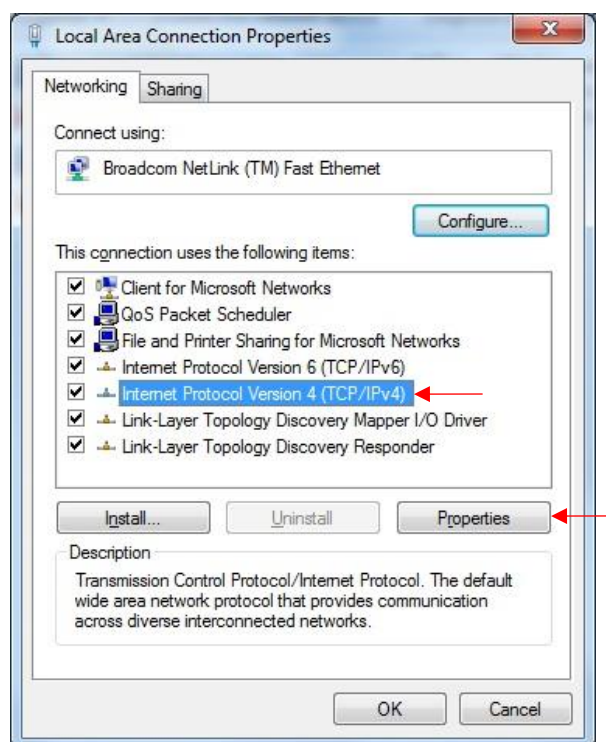 Local Area Connection Properties
Networking
Sharing
Connect using:
Broadcom NetLink (TM) Fast Ethernet
Configure...
This connection uses the following items:
Client for Microsoft Networks
QoS Packet Scheduler
File and Printer Sharing for Microsoft Networks
Internet Protocol Version 6 (TCP/IPv6)
Internet Protocol Version 4 (TCP/IPv4)
Link-Layer Topology Discovery Mapper I/O Driver
Link-Layer Topology Discovery Responder
Install...
Uninstall
Properties
Description
Transmission Control Protocol/Internet Protocol. The default
wide area network protocol that provides communication
across diverse interconnected networks.
OK
Cancel